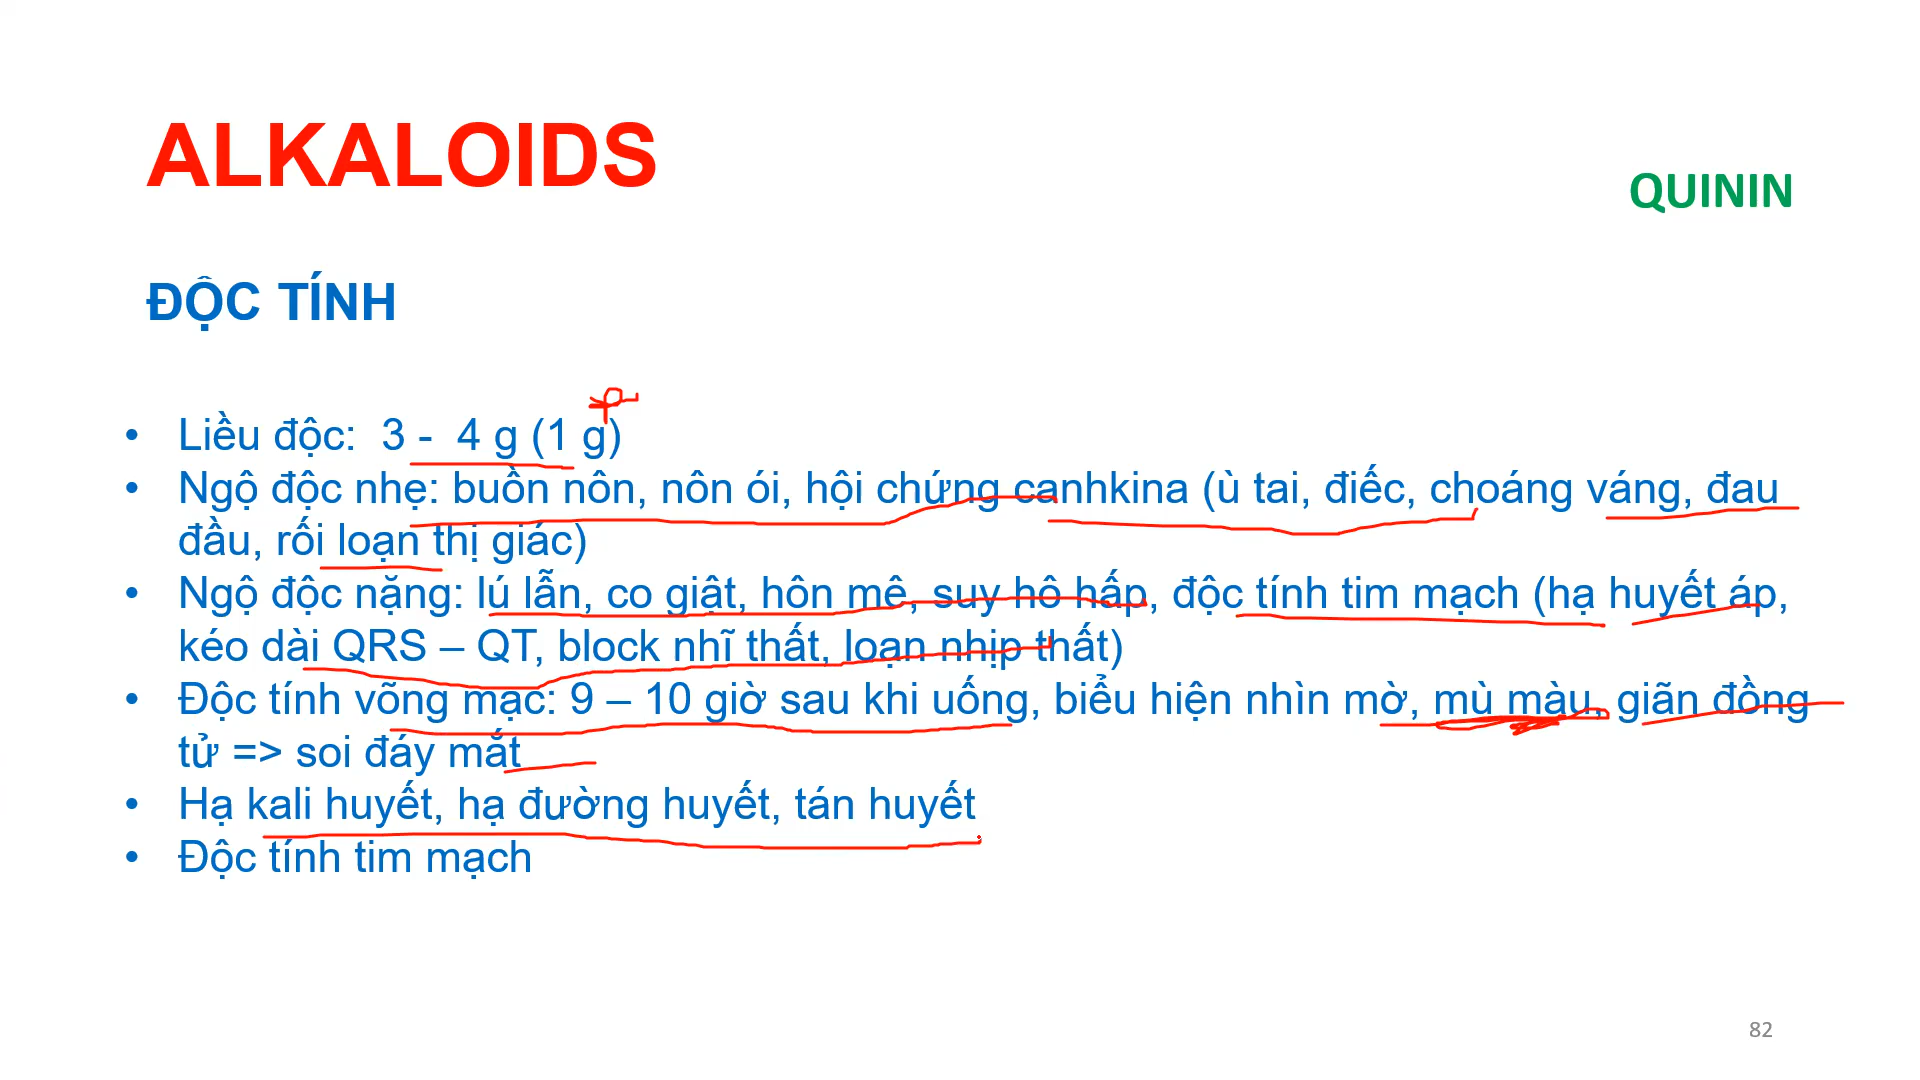 ALKALOIDS
QUININ
ĐỘC TÍNH
• Liều độc: 3 - 4 g (1 g)
• Ngộ độc nhẹ: buồn nôn, nôn ói, hội chứng canhkina (ù tai, điếc, choáng váng, đau
đầu, rối loạn thị giác)
• Ngộ độc nặng: lú lẫn, co giật, hôn mê, suy hô hấp, độc tính tim mạch (hạ huyết áp,
kéo dài QRS – QT, block nhĩ thất, loạn nhịp thất)
• Độc tính võng mạc: 9 – 10 giờ sau khi uống, biểu hiện nhìn mờ, mù màu, giãn đồng
tử => soi đáy mắt
• Hạ kali huyết, hạ đường huyết, tán huyết
• Độc tính tim mạch
82